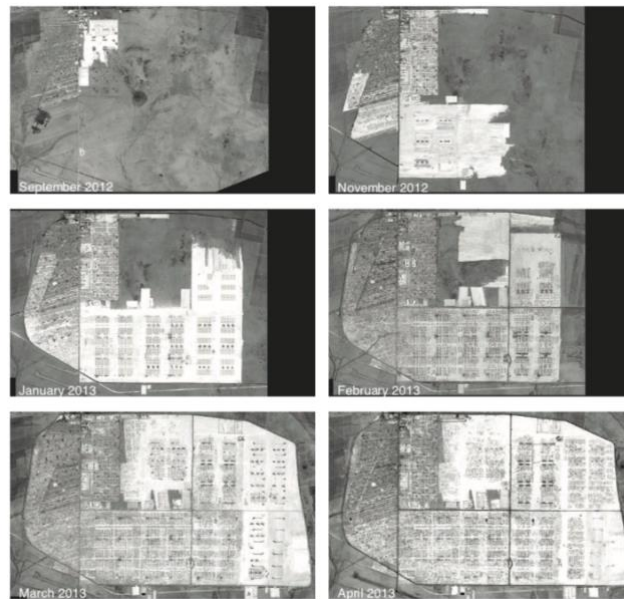 September 2012
November 2012
January 2013
February 2013
March 2013
April 2013